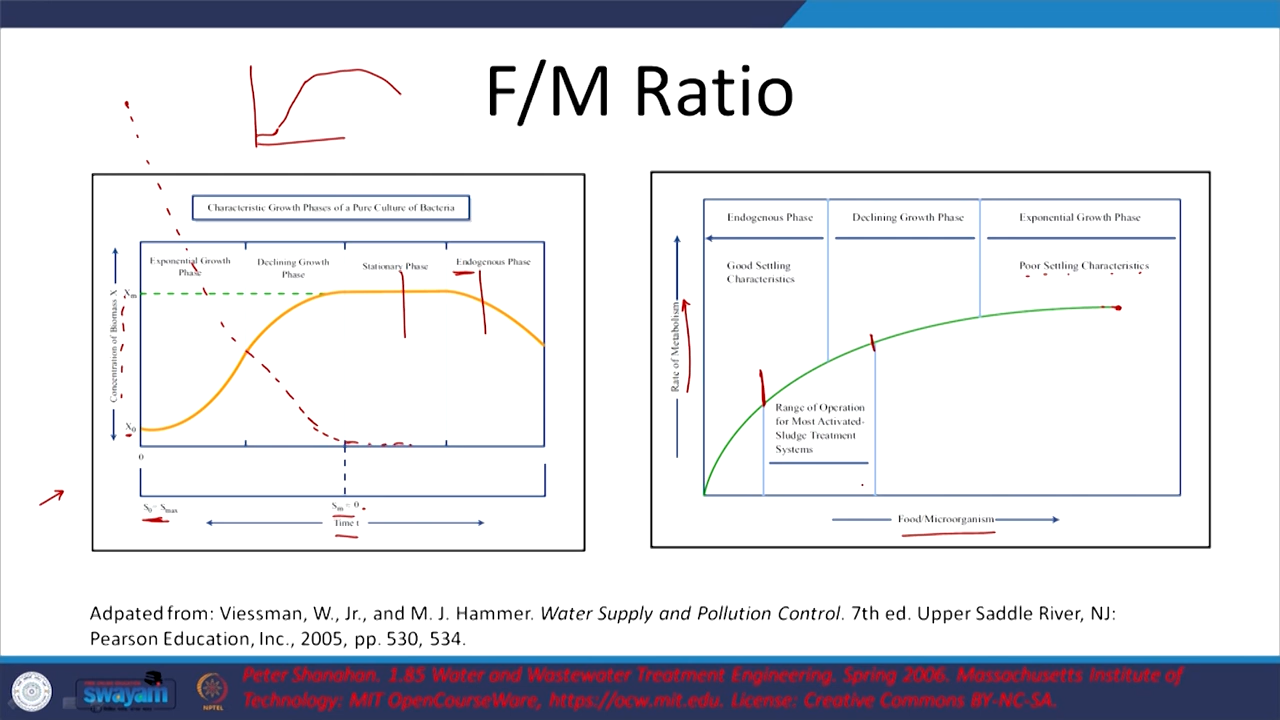 F/M Ratio
Characteristic Growth Phases of a Pure Culture of Bacteria
Exponential Growth
Phase
Declining Growth
Phase
Stationary Phase
Endogenous Phase
Concentration of Biomass X
Xm
X0
0
S0 = Smax
Sm = 0
Time t
Endogenous Phase
Declining Growth Phase
Exponential Growth Phase
Good Settling
Characteristics
Poor Settling Characteristics
Rate of Metabolism
Range of Operation
for Most Activated-
Sludge Treatment
Systems
Food/Microorganism
Adpated from: Viessman, W., Jr., and M. J. Hammer. Water Supply and Pollution Control. 7th ed. Upper Saddle River, NJ:
Pearson Education, Inc., 2005, pp. 530, 534.
Peter Shanahan. 1.85 Water and Wastewater Treatment Engineering. Spring 2006. Massachusetts Institute of
Technology: MIT OpenCourseWare, https://ocw.mit.edu. License: Creative Commons BY-NC-SA.
swayam
NPTEL